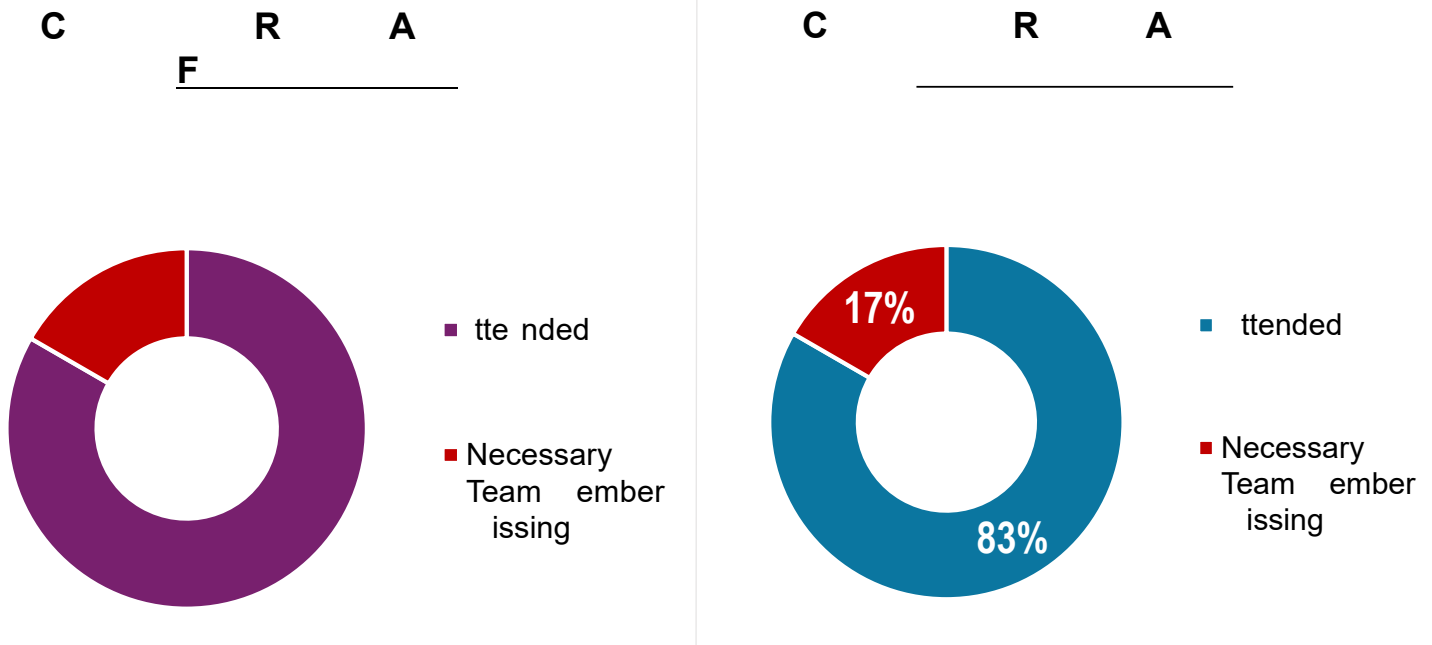 C R A
F
tte nded
Necessary
Team ember
issing
C R A
17%
83%
ttended
Necessary
Team ember
issing